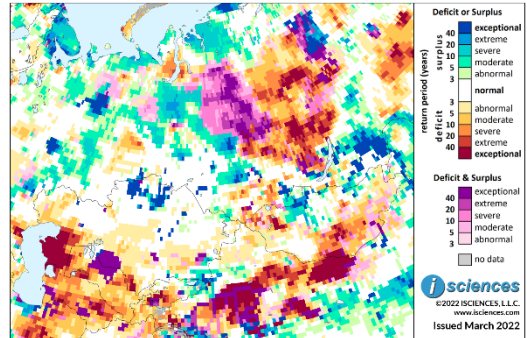 Deficit or Surplus
return period (years)
surplus
deficit
exceptional
40
extreme
20
severe
10
moderate
5
abnormal
3
normal
3
abnormal
5
moderate
10
severe
20
extreme
40
exceptional
Deficit & Surplus
exceptional
40
extreme
20
severe
10
moderate
5
abnormal
3
no data
i sciences
©2022 ISCIENCES, L.L.C.
www.isciences.com
Issued March 2022